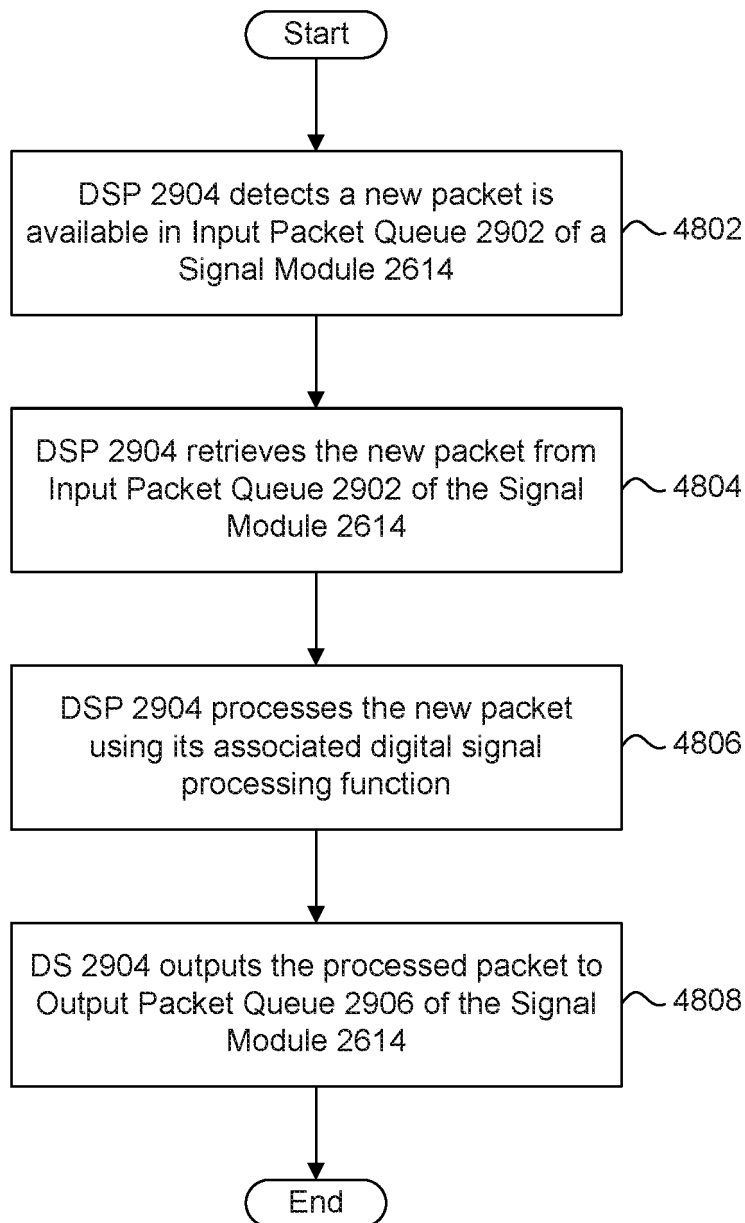 Start
DSP 2904 detects a new packet is
available in Input Packet Queue 2902 of a
Signal Module 2614
4802
DSP 2904 retrieves the new packet from
Input Packet Queue 2902 of the Signal
Module 2614
4804
DSP 2904 processes the new packet
using its associated digital signal
processing function
4806
DS 2904 outputs the processed packet to
Output Packet Queue 2906 of the Signal
Module 2614
4808
End